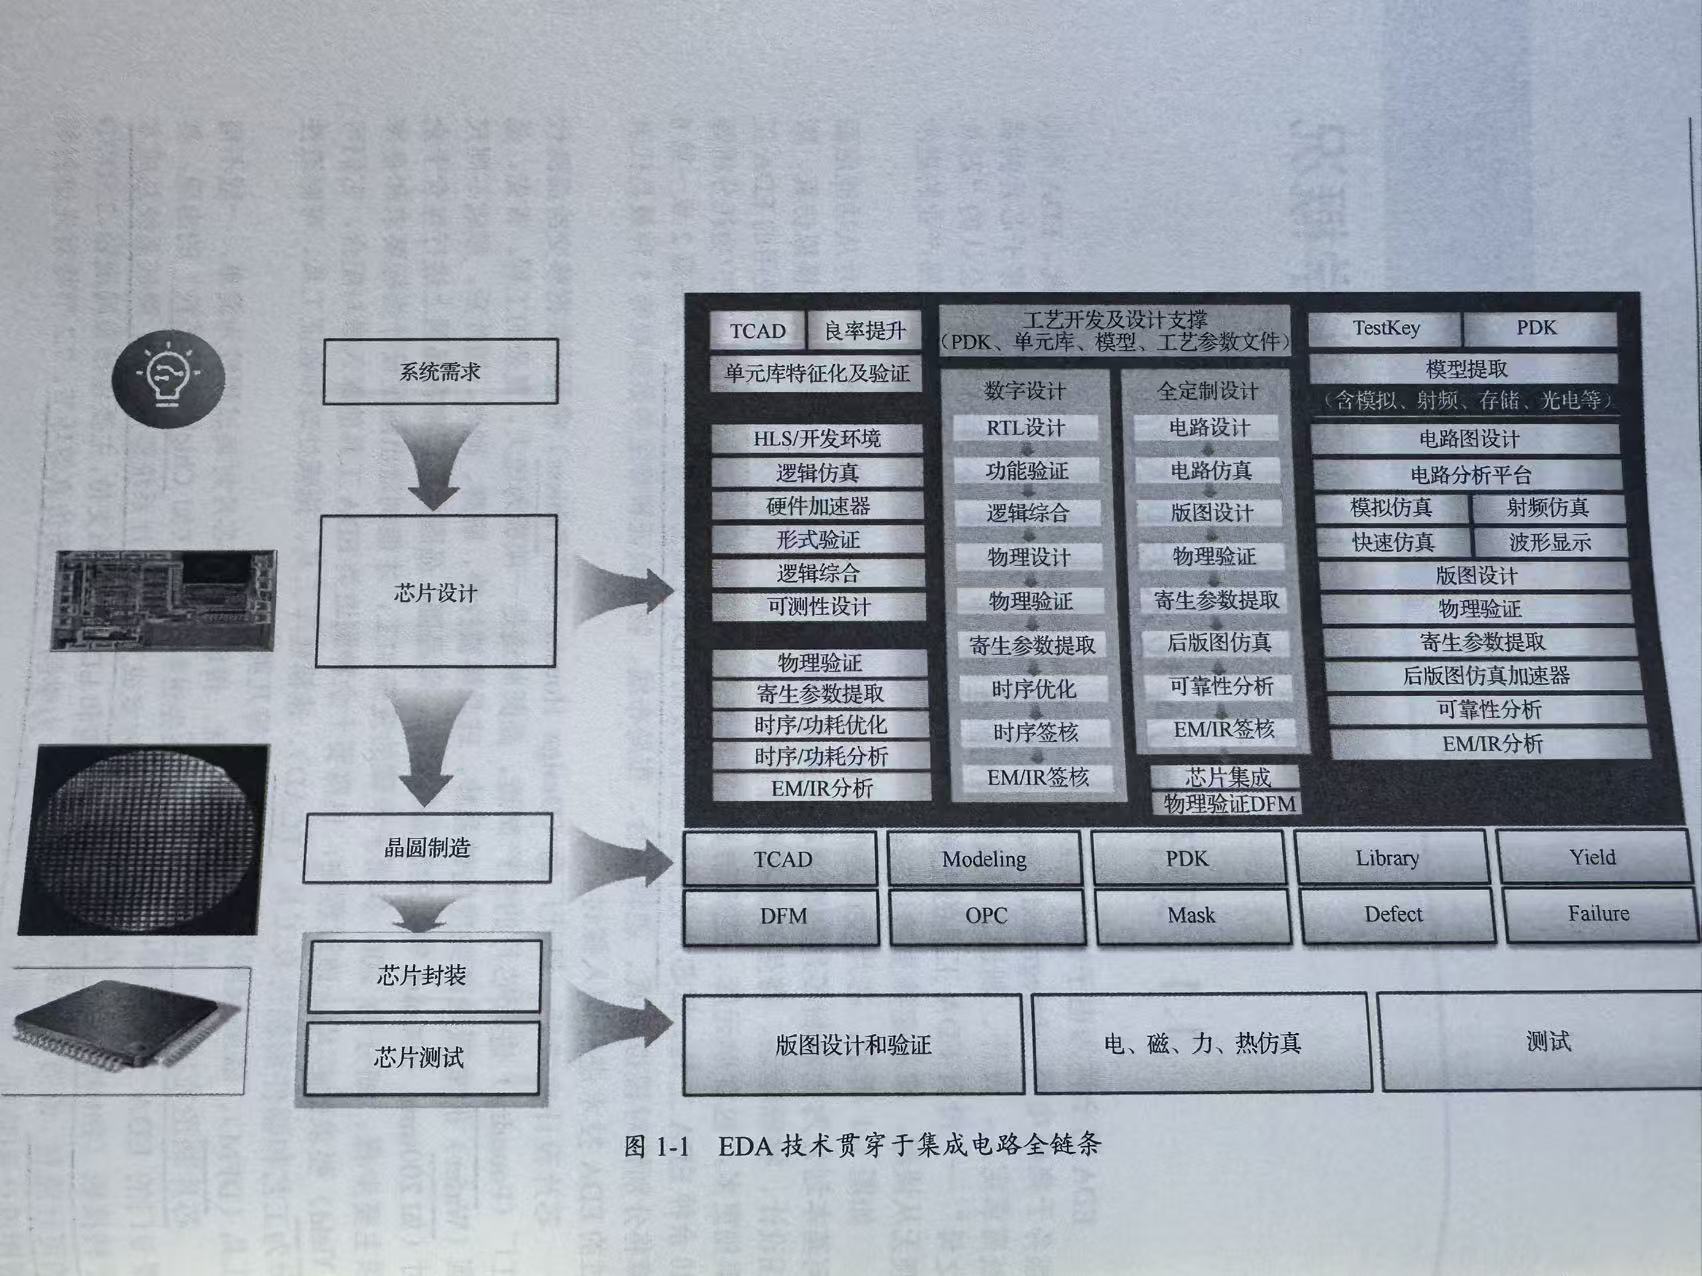 系统需求
芯片设计
晶圆制造
芯片封装
芯片测试
TCAD 良率提升
单元库特征化及验证
HLS/开发环境
逻辑仿真
硬件加速器
形式验证
逻辑综合
可测性设计
物理验证
寄生参数提取
时序/功耗优化
时序/功耗分析
EM/IR分析
工艺开发及设计支撑
(PDK、单元库、模型、工艺参数文件)
数字设计
RTL设计
功能验证
逻辑综合
物理设计
物理验证
寄生参数提取
时序优化
时序签核
EM/IR签核
全定制设计
电路设计
电路仿真
版图设计
物理验证
寄生参数提取
后版图仿真
可靠性分析
EM/IR签核
芯片集成
物理验证DFM
TestKey PDK
模型提取
(含模拟、射频、存储、光电等)
电路图设计
电路分析平台
模拟仿真 射频仿真
快速仿真 波形显示
版图设计
物理验证
寄生参数提取
后版图仿真加速器
可靠性分析
EM/IR分析
TCAD Modeling PDK Library Yield
DFM OPC Mask Defect Failure
版图设计和验证 电、磁、力、热仿真 测试
图 1-1 EDA 技术贯穿于集成电路全链条